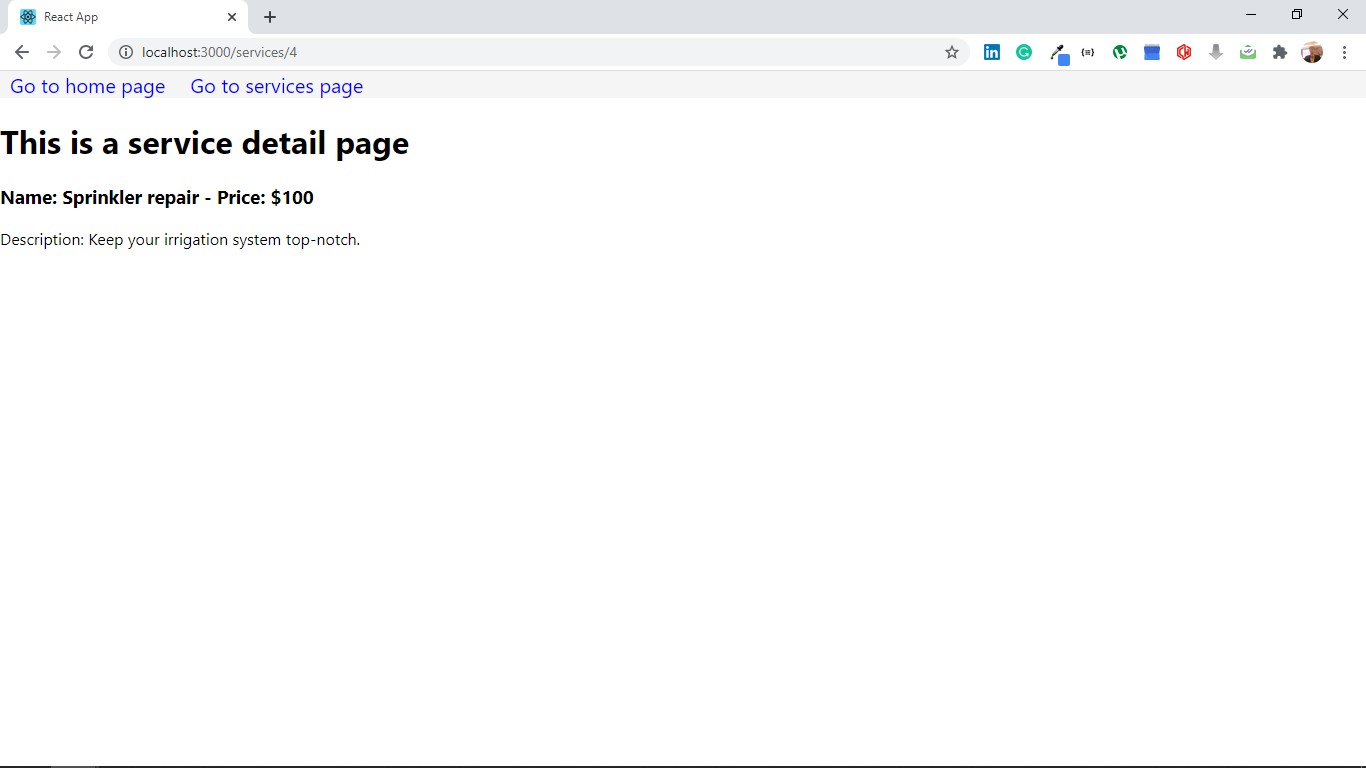 React App
localhost:3000/services/4
Go to home page Go to services page
This is a service detail page
Name: Sprinkler repair - Price: $100
Description: Keep your irrigation system top-notch.